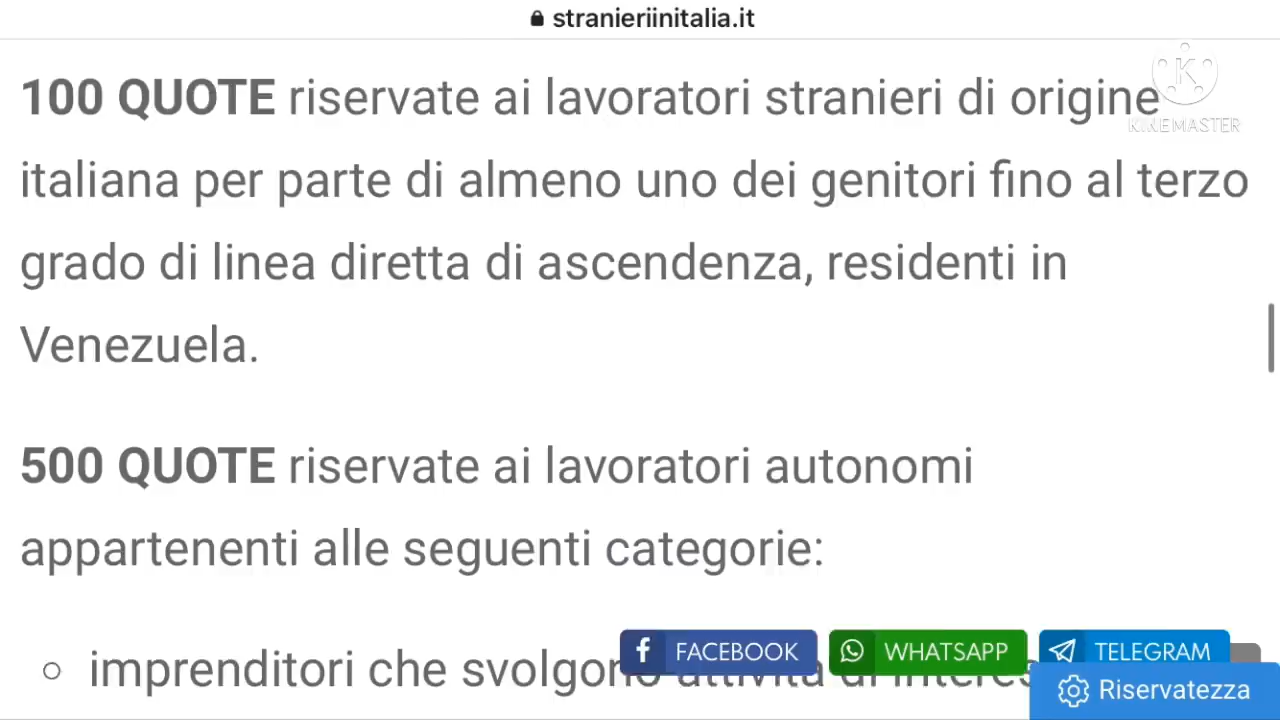 stranieriinitalia.it
100 QUOTE riservate ai lavoratori stranieri di origine
KINEMASTER
italiana per parte di almeno uno dei genitori fino al terzo
grado di linea diretta di ascendenza, residenti in
Venezuela.
500 QUOTE riservate ai lavoratori autonomi
appartenenti alle seguenti categorie:
imprenditori che svolgono attività di
FACEBOOK
WHATSAPP
TELEGRAM
Riservatezza